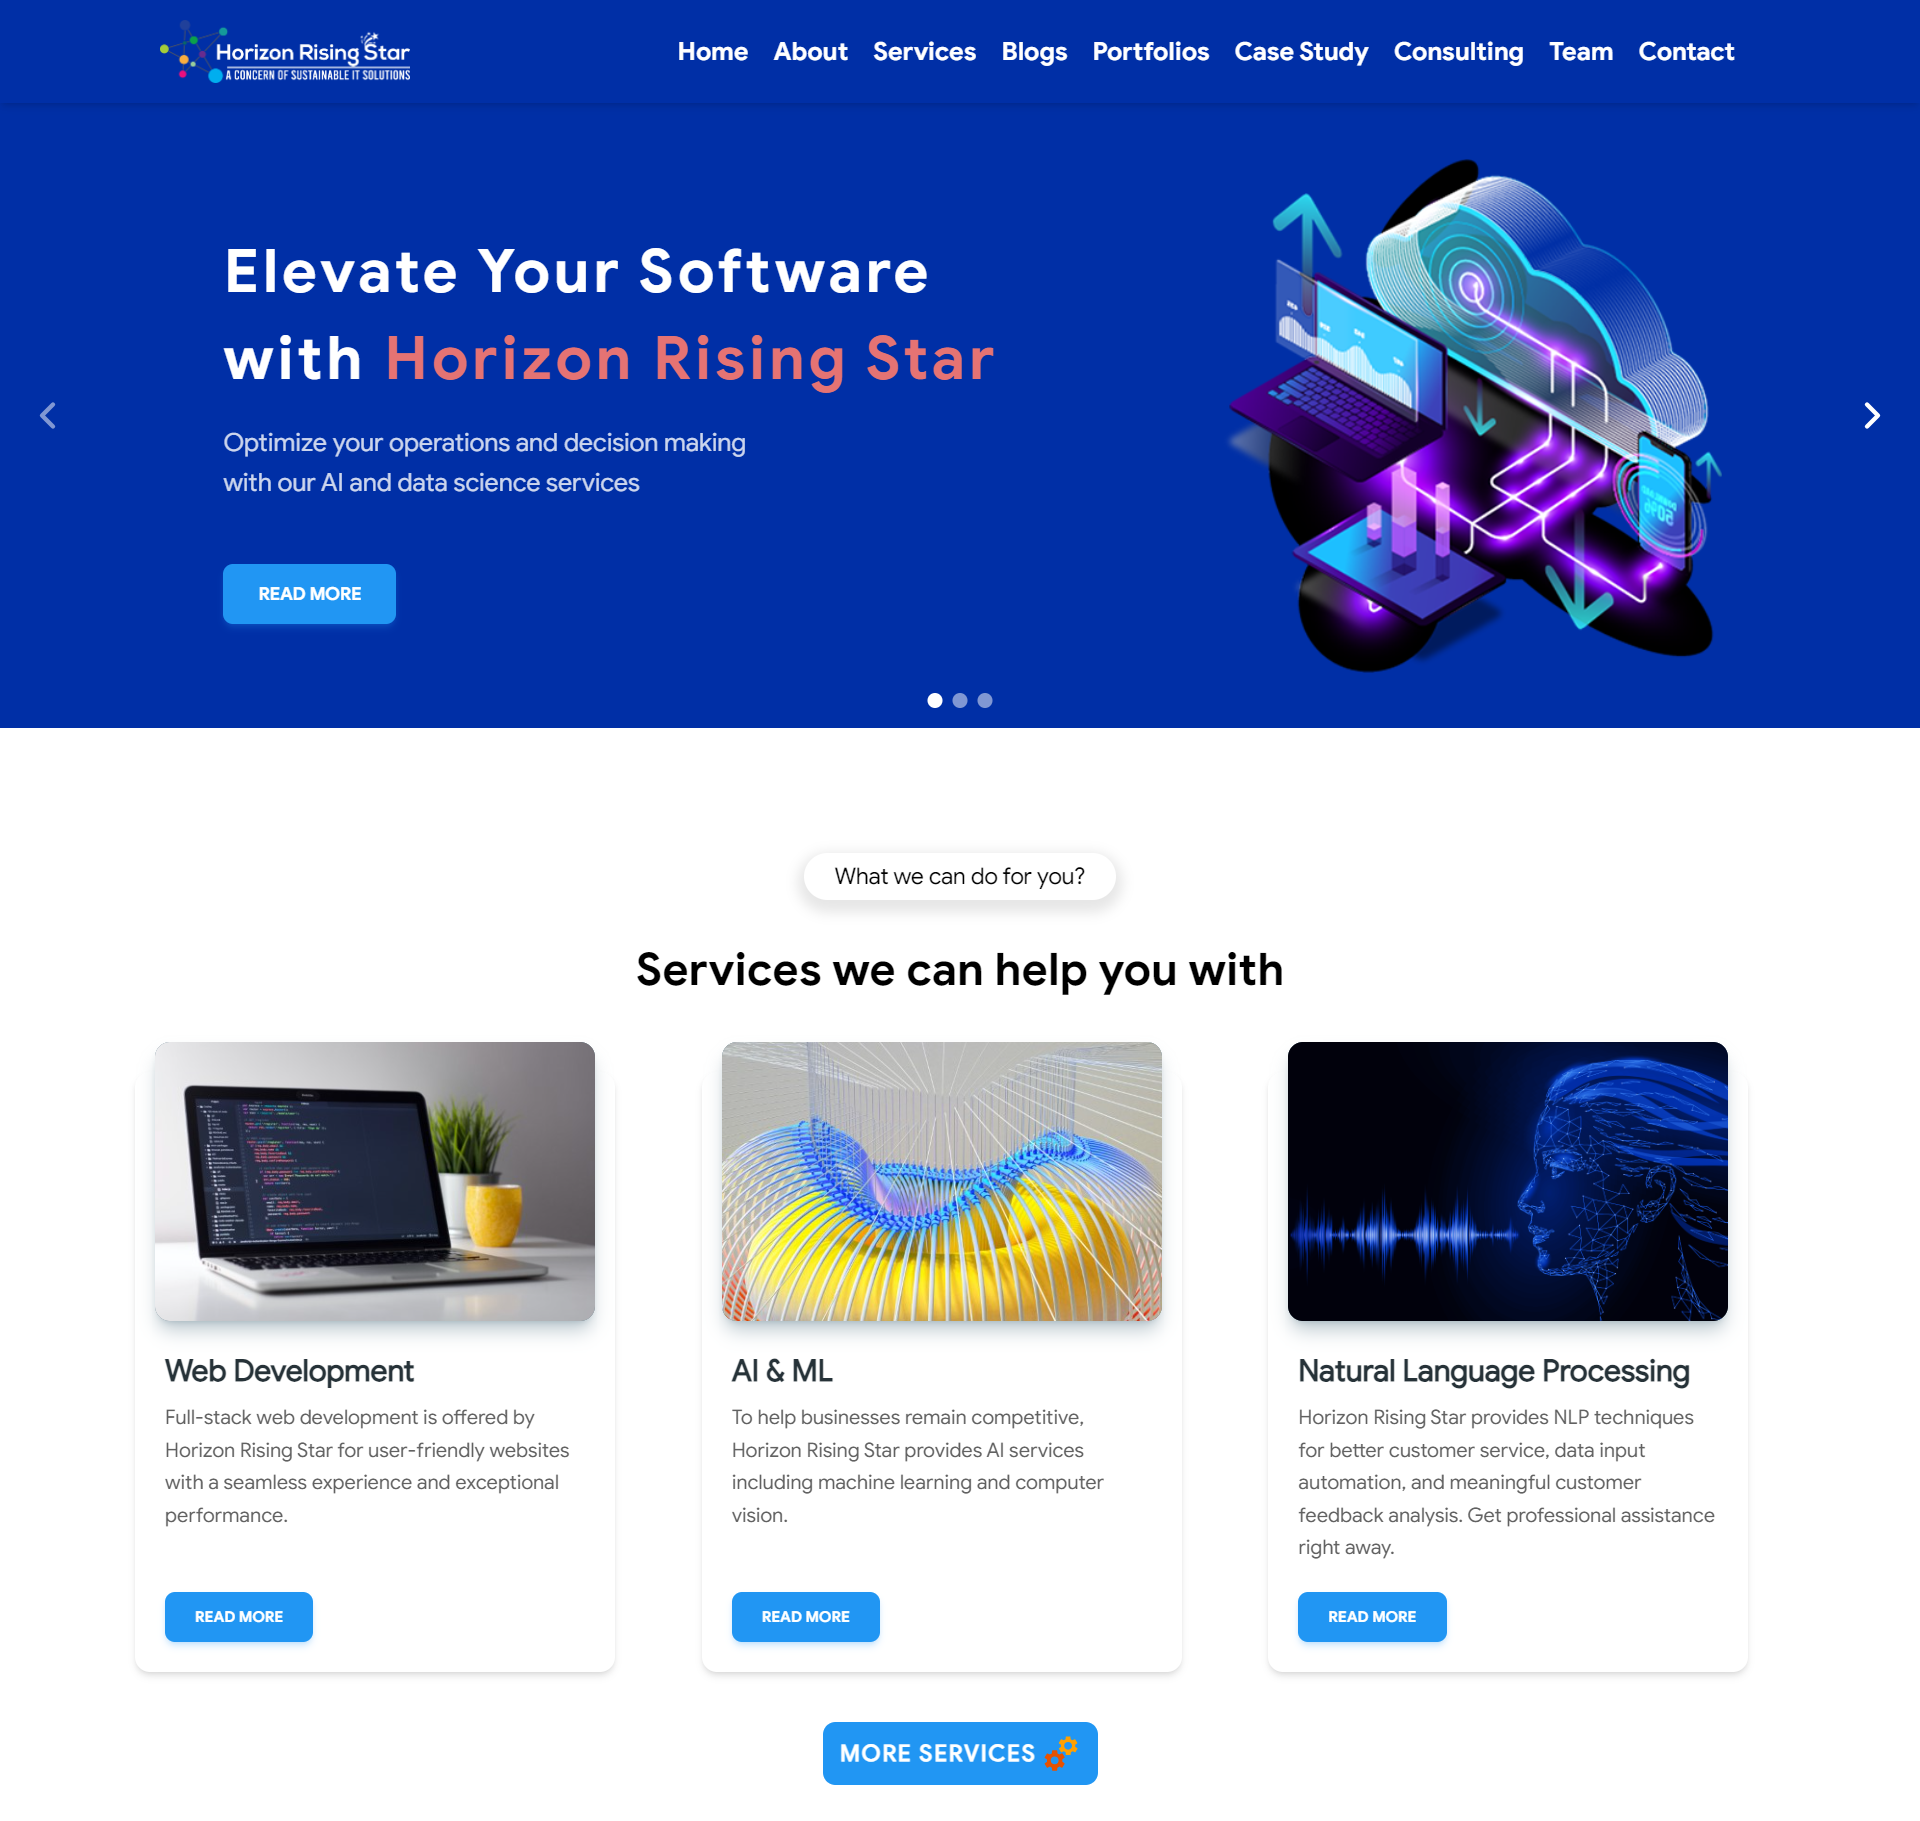 Horizon Rising Star
A CONCERN OF SUSTAINABLE IT SOLUTIONS
Home About Services Blogs Portfolios Case Study Consulting Team Contact
Elevate Your Software
with Horizon Rising Star
Optimize your operations and decision making
with our AI and data science services
READ MORE
What we can do for you?
Services we can help you with
Web Development
Full-stack web development is offered by
Horizon Rising Star for user-friendly websites
with a seamless experience and exceptional
performance.
READ MORE
AI & ML
To help businesses remain competitive,
Horizon Rising Star provides AI services
including machine learning and computer
vision.
READ MORE
Natural Language Processing
Horizon Rising Star provides NLP techniques
for better customer service, data input
automation, and meaningful customer
feedback analysis. Get professional assistance
right away.
READ MORE
MORE SERVICES